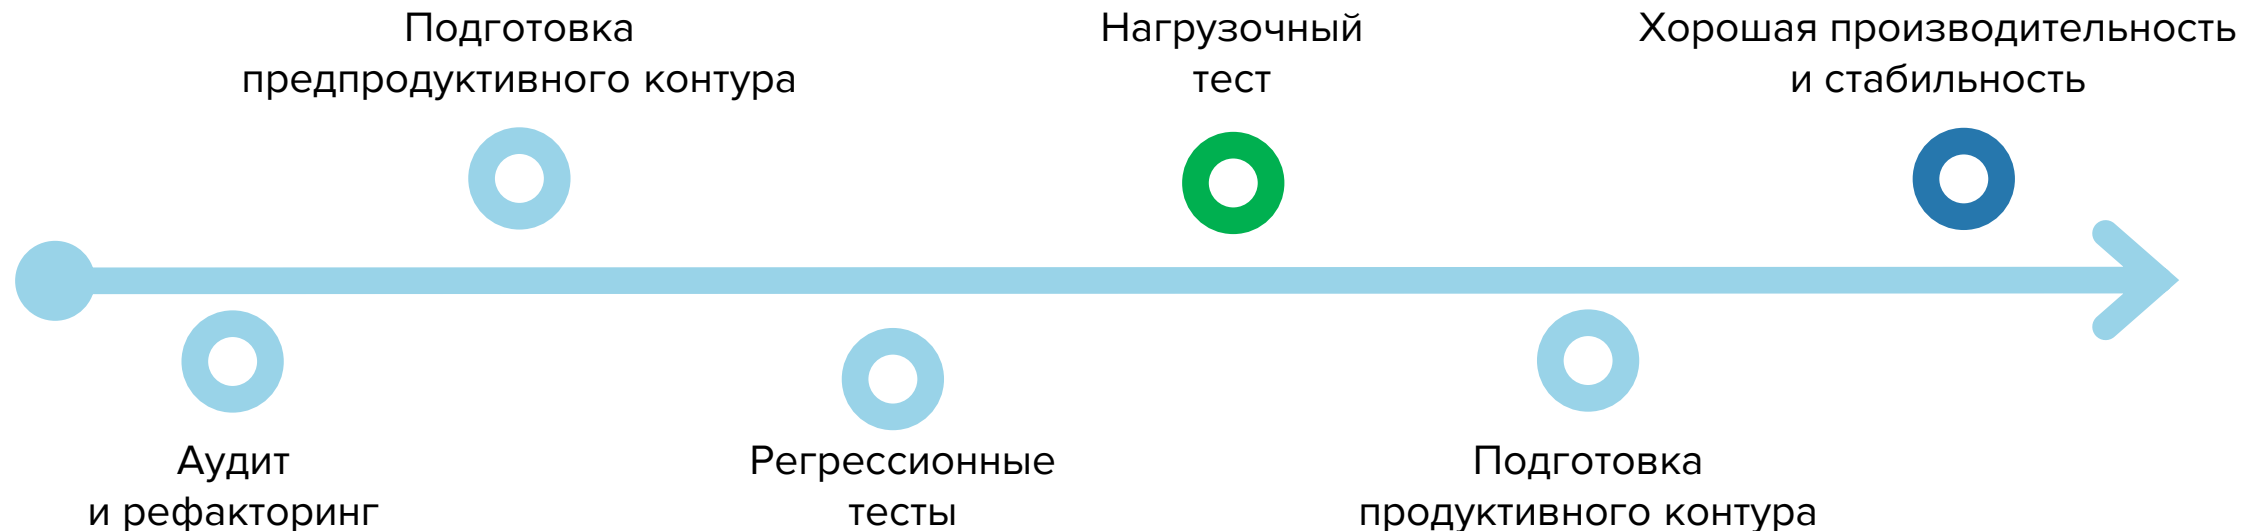 Подготовка
предпродуктивного контура
Нагрузочный
тест
Хорошая производительность
и стабильность
Аудит
и рефакторинг
Регрессионные
тесты
Подготовка
продуктивного контура